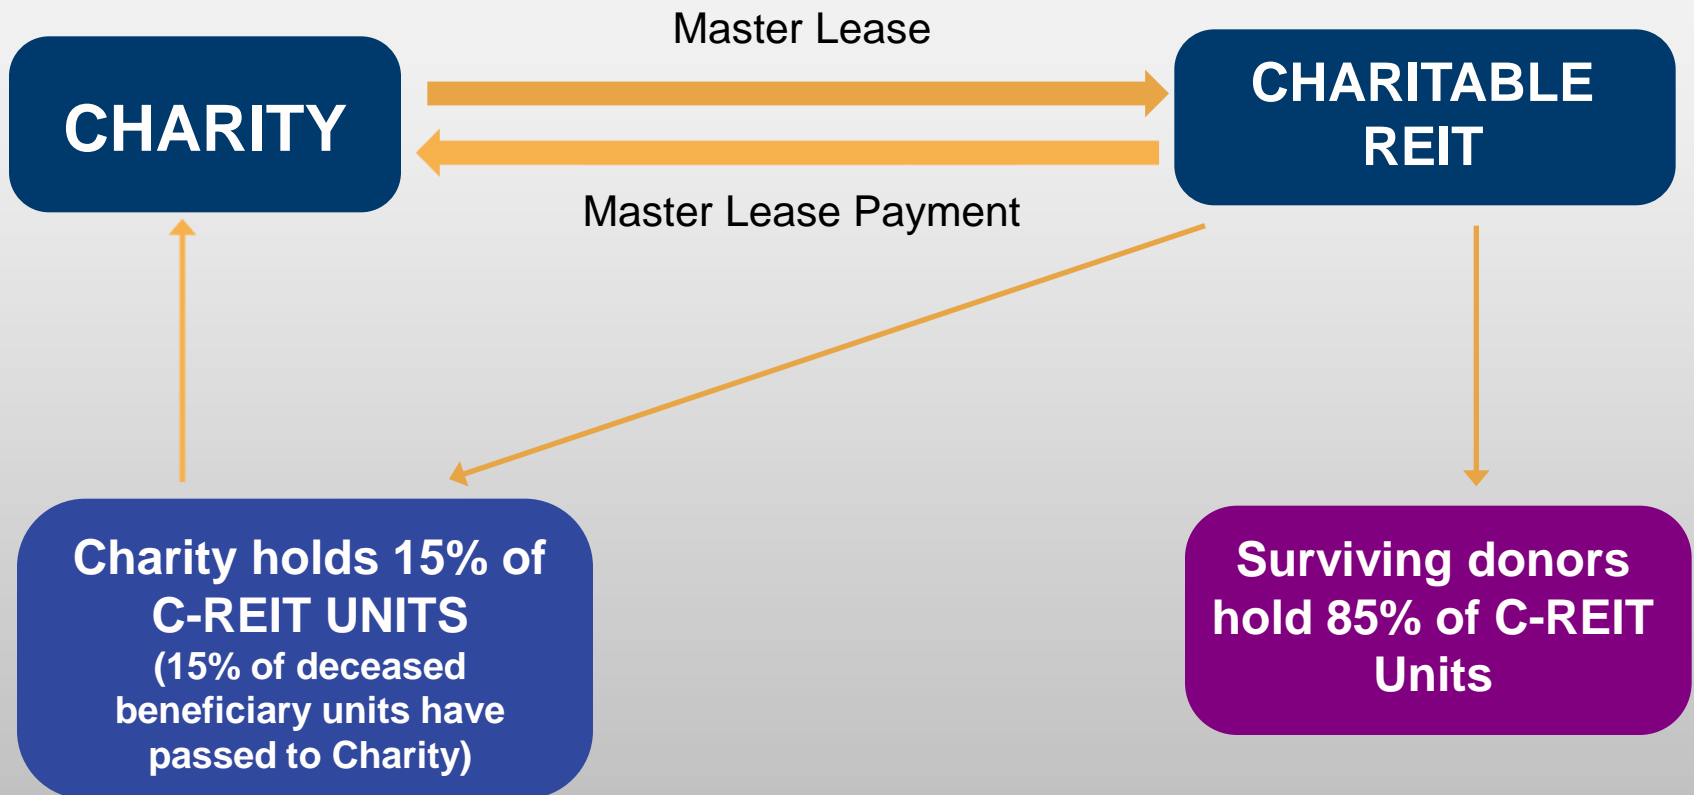 Master Lease
CHARITY
CHARITABLE
REIT
Master Lease Payment
Charity holds 15% of
C-REIT UNITS
(15% of deceased
beneficiary units have
passed to Charity)
Surviving donors
hold 85% of C-REIT
Units